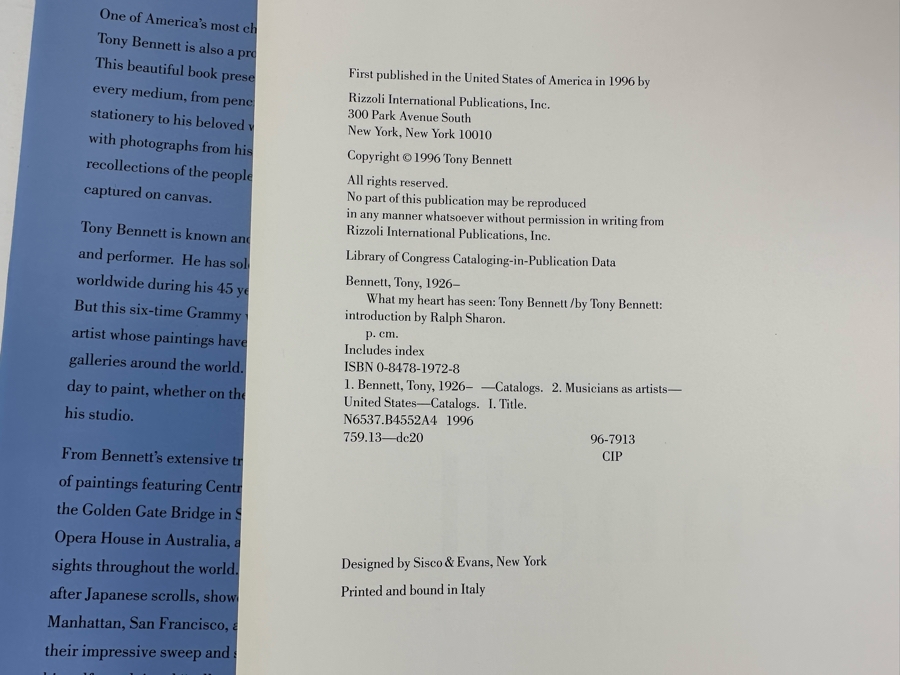 One of America's most
Tony Bennett is also a
This beautiful book
every medium, from
stationery to his beloved
with photographs from his
recollections of the people
captured on canvas.
Tony Bennett is known
and performer. He has
worldwide during his 45
But this six-time Grammy
artist whose paintings have
galleries around the world.
day to paint, whether on the
his studio.
From Bennett's extensive
of paintings featuring
the Golden Gate Bridge in
Opera House in Australia,
sights throughout the world.
after Japanese scrolls,
Manhattan, San Francisco,
their impressive sweep and
First published in the United States of America in 1996 by
Rizzoli International Publications, Inc.
300 Park Avenue South
New York, New York 10010
Copyright © 1996 Tony Bennett
All rights reserved.
No part of this publication may be reproduced
in any manner whatsoever without permission in writing from
Rizzoli International Publications, Inc.
Library of Congress Cataloging-in-Publication Data
Bennett, Tony, 1926–
What my heart has seen: Tony Bennett /by Tony Bennett:
introduction by Ralph Sharon.
p. cm.
Includes index
ISBN 0-8478-1972-8
1. Bennett, Tony, 1926– —Catalogs. 2. Musicians as artists—
United States—Catalogs. I. Title.
N6537.B4552A4 1996
759.13—dc20 96-7913
CIP
Designed by Sisco & Evans, New York
Printed and bound in Italy